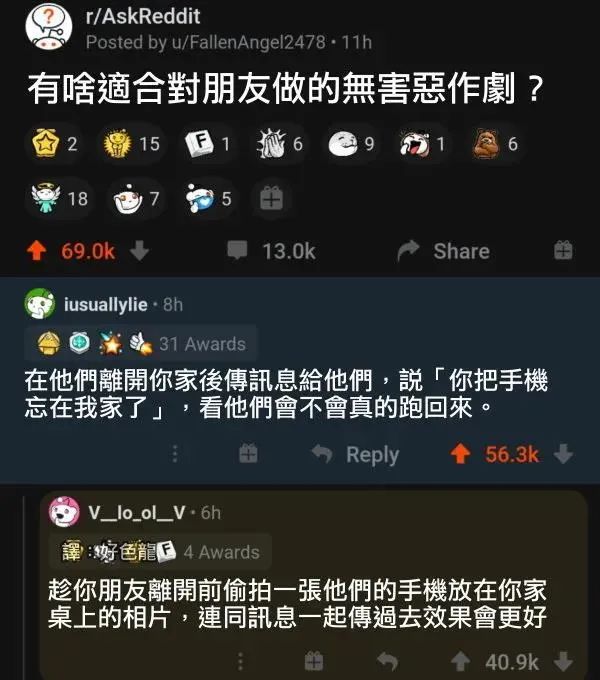 r/AskReddit
Posted by u/FallenAngel2478 · 11h
有啥適合對朋友做的無害惡作劇？
2 15 F 1 6 9 1 6
18 7 5
69.0k 13.0k Share
iusuallylie · 8h
31 Awards
在他們離開你家後傳訊息給他們，説「你把手機
忘在我家了」，看他們會不會真的跑回來。
Reply 56.3k
V__lo_ol__V · 6h
譯：好色龍 F 4 Awards
趁你朋友離開前偷拍一張他們的手機放在你家
桌上的相片，連同訊息一起傳過去效果會更好
40.9k